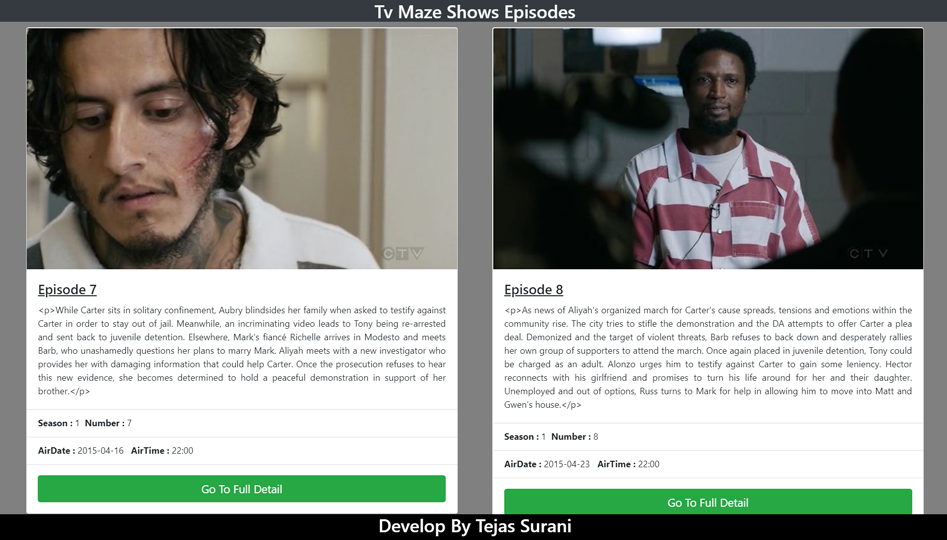 Tv Maze Shows Episodes
CTV
Episode 7
<p>While Carter sits in solitary confinement, Aubry blindsides her family when asked to testify against
Carter in order to stay out of jail. Meanwhile, an incriminating video leads to Tony being re-arrested
and sent back to juvenile detention. Elsewhere, Mark's fiancé Richelle arrives in Modesto and meets
Barb, who unashamedly questions her plans to marry Mark. Aliyah meets with a new investigator who
provides her with damaging information that could help Carter. Once the prosecution refuses to hear
this new evidence, she becomes determined to hold a peaceful demonstration in support of her
brother.</p>
Season : 1 Number : 7
AirDate : 2015-04-16 AirTime : 22:00
Go To Full Detail
CTV
Episode 8
<p>As news of Aliyah's organized march for Carter's cause spreads, tensions and emotions within the
community rise. The city tries to stifle the demonstration and the DA attempts to offer Carter a plea
deal. Demonized and the target of violent threats, Barb refuses to back down and desperately rallies
her own group of supporters to attend the march. Once again placed in juvenile detention, Tony could
be charged as an adult. Alonzo urges him to testify against Carter to gain some leniency. Hector
reconnects with his girlfriend and promises to turn his life around for her and their daughter.
Unemployed and out of options, Russ turns to Mark for help in allowing him to move into Matt and
Gwen's house.</p>
Season : 1 Number : 8
AirDate : 2015-04-23 AirTime : 22:00
Go To Full Detail
Develop By Tejas Surani